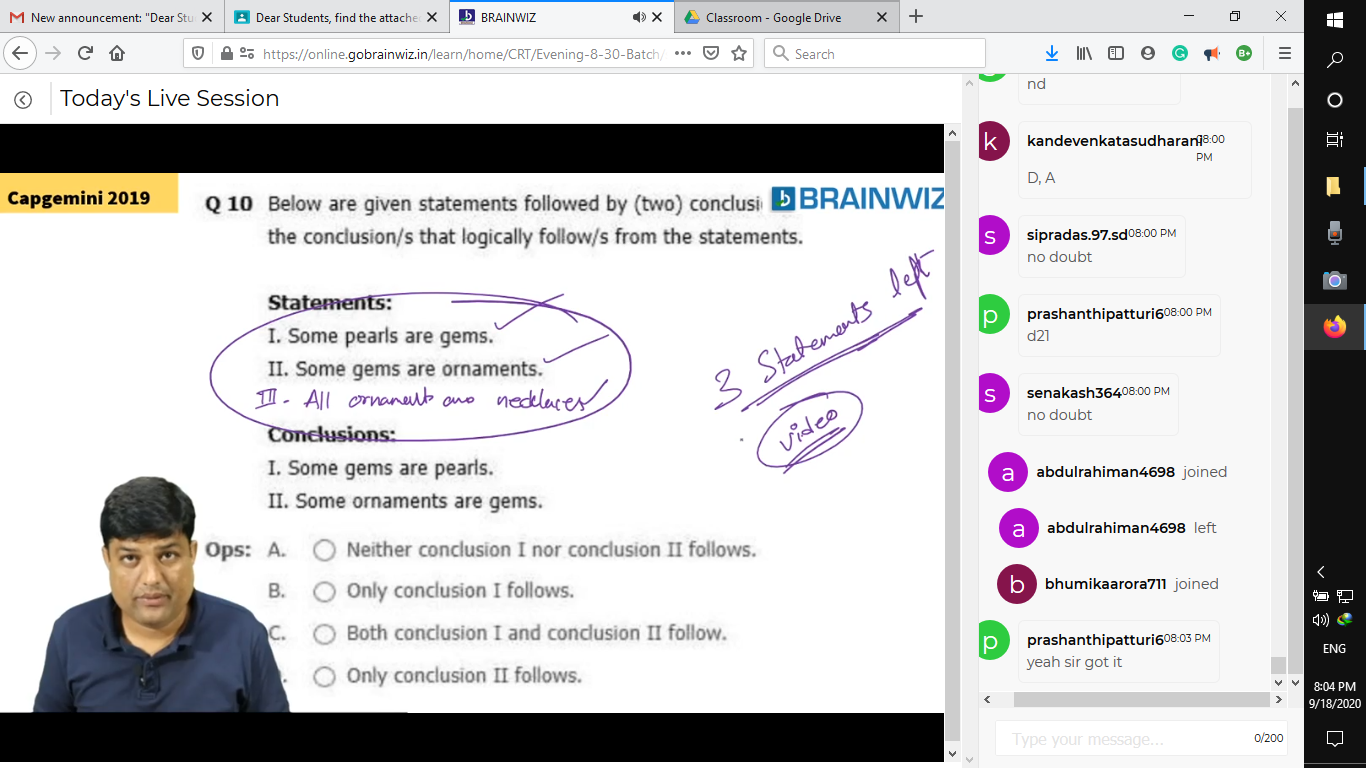 New announcement: "Dear Stu
Dear Students, find the attache
BRAINWIZ
Classroom - Google Drive
https://online.gobrainwiz.in/learn/home/CRT/Evening-8-30-Batch/
Search
Today's Live Session
Capgemini 2019
Q 10 Below are given statements followed by (two) conclusi
BRAINWIZ
the conclusion/s that logically follow/s from the statements.
Statements:
I. Some pearls are gems.
II. Some gems are ornaments.
III. All ornaments are necklaces
3 Statements left
video
Conclusions:
I. Some gems are pearls.
II. Some ornaments are gems.
Ops: A. Neither conclusion I nor conclusion II follows.
B. Only conclusion I follows.
C. Both conclusion I and conclusion II follow.
Only conclusion II follows.
nd
k kandevenkatasudharani 08:00 PM
D, A
s sipradas.97.sd 08:00 PM
no doubt
p prashanthipatturi6 08:00 PM
d21
s senakash364 08:00 PM
no doubt
a abdulrahiman4698 joined
a abdulrahiman4698 left
b bhumikaarora711 joined
p prashanthipatturi6 08:03 PM
yeah sir got it
Type your message...
0/200
ENG
8:04 PM
9/18/2020